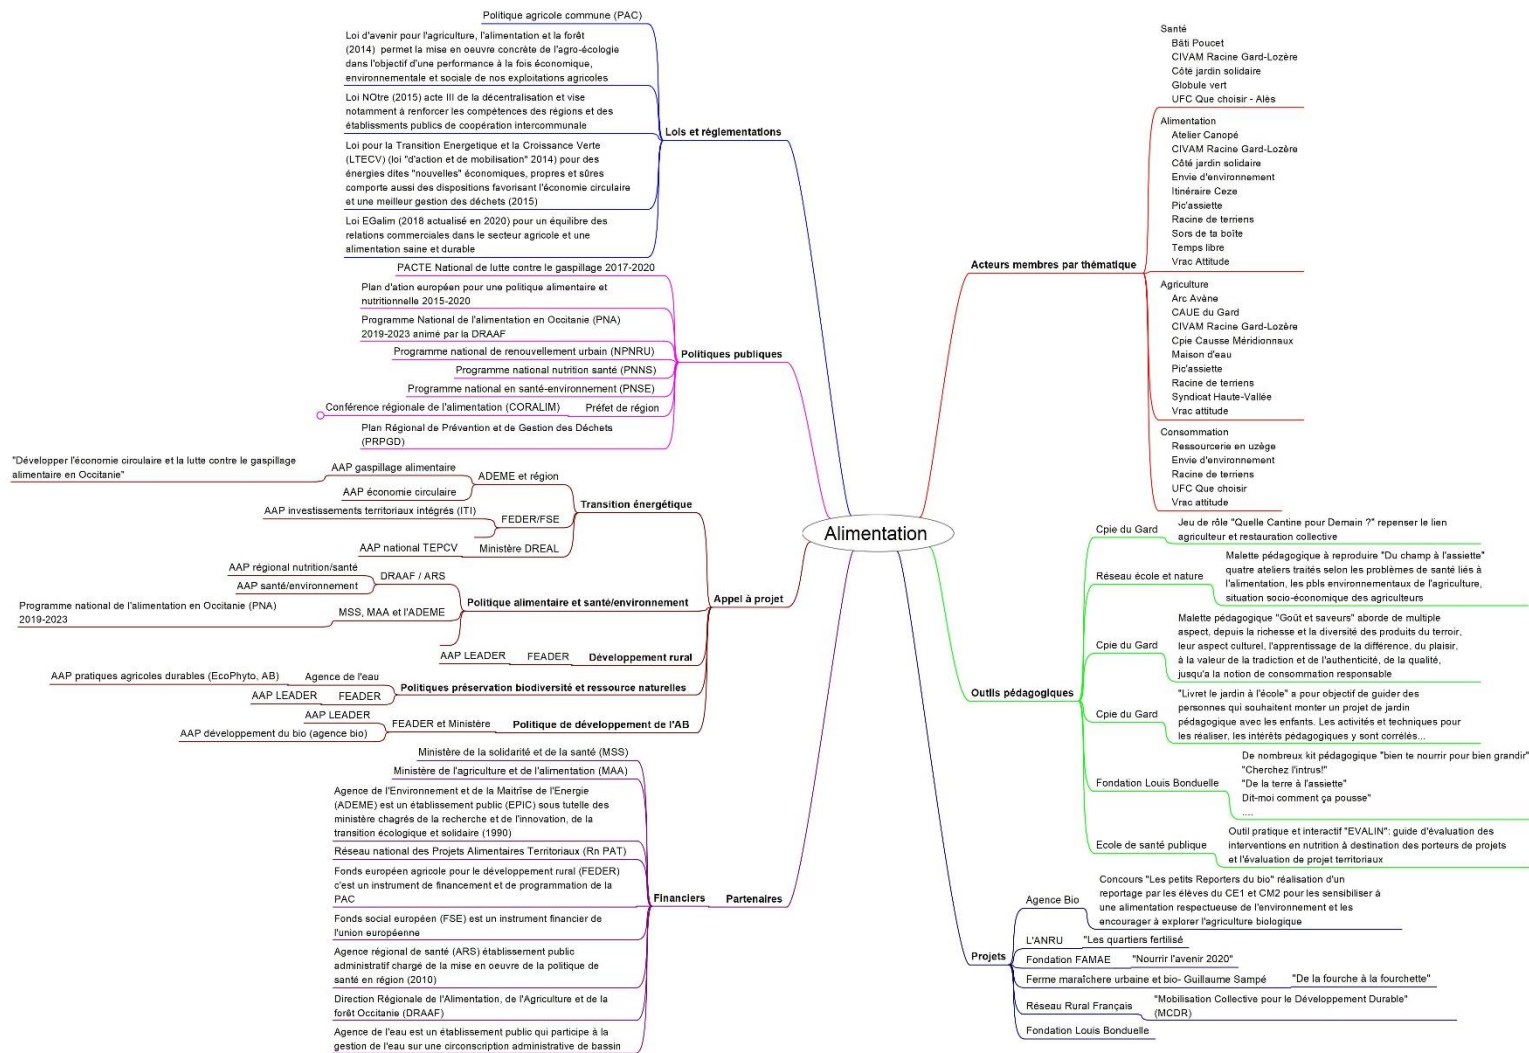 Alimentation
Lois et réglementations
Politique agricole commune (PAC)
Loi d'avenir pour l'agriculture, l'alimentation et la forêt
(2014)  permet la mise en oeuvre concrète de l'agro-écologie
dans l'objectif d'une performance à la fois économique,
environnementale et sociale de nos exploitations agricoles
Loi NOtre (2015) acte III de la décentralisation et vise
notamment à renforcer les compétences des régions et des
établissments publics de coopération intercommunale
Loi pour la Transition Energetique et la Croissance Verte
(LTECV) (loi "d'action et de mobilisation" 2014) pour des
énergies dites "nouvelles" économiques, propres et sûres
comporte aussi des dispositions favorisant l'économie circulaire
et une meilleur gestion des déchets (2015)
Loi EGalim (2018 actualisé en 2020) pour un équilibre des
relations commerciales dans le secteur agricole et une
alimentation saine et durable
Politiques publiques
PACTE National de lutte contre le gaspillage 2017-2020
Plan d'ation européen pour une politique alimentaire et
nutritionnelle 2015-2020
Programme National de l'alimentation en Occitanie (PNA)
2019-2023 animé par la DRAAF
Programme national de renouvellement urbain (NPNRU)
Programme national nutrition santé (PNNS)
Programme national en santé-environnement (PNSE)
Conférence régionale de l'alimentation (CORALIM)
Préfet de région
Plan Régional de Prévention et de Gestion des Déchets
(PRPGD)
Appel à projet
Transition énergétique
ADEME et région
AAP gaspillage alimentaire
"Développer l'économie circulaire et la lutte contre le gaspillage
alimentaire en Occitanie"
AAP économie circulaire
FEDER/FSE
AAP investissements territoriaux intégrés (ITI)
Ministère DREAL
AAP national TEPCV
Politique alimentaire et santé/environnement
DRAAF / ARS
AAP régional nutrition/santé
AAP santé/environnement
MSS, MAA et l'ADEME
Programme national de l'alimentation en Occitanie (PNA)
2019-2023
Développement rural
FEADER
AAP LEADER
Politiques préservation biodiversité et ressource naturelles
Agence de l'eau
AAP pratiques agricoles durables (EcoPhyto, AB)
FEADER
AAP LEADER
Politique de développement de l'AB
FEADER et Ministère
AAP LEADER
AAP développement du bio (agence bio)
Partenaires
Financiers
Ministère de la solidarité et de la santé (MSS)
Ministère de l'agriculture et de l'alimentation (MAA)
Agence de l'Environnement et de la Maitrîse de l'Energie
(ADEME) est un établissement public (EPIC) sous tutelle des
ministère chagrés de la recherche et de l'innovation, de la
transition écologique et solidaire (1990)
Réseau national des Projets Alimentaires Territoriaux (Rn PAT)
Fonds européen agricole pour le développement rural (FEDER)
c'est un instrument de financement et de programmation de la
PAC
Fonds social européen (FSE) est un instrument financier de
l'union européenne
Agence régional de santé (ARS) établissement public
administratif chargé de la mise en oeuvre de la politique de
santé en région (2010)
Direction Régionale de l'Alimentation, de l'Agriculture et de la
forêt Occitanie (DRAAF)
Agence de l'eau est un établissement public qui participe à la
gestion de l'eau sur une circonscription administrative de bassin
Acteurs membres par thématique
Santé
Bâti Poucet
CIVAM Racine Gard-Lozère
Côté jardin solidaire
Globule vert
UFC Que choisir - Alès
Alimentation
Atelier Canopé
CIVAM Racine Gard-Lozère
Côté jardin solidaire
Envie d'environnement
Itinéraire Ceze
Pic'assiette
Racine de terriens
Sors de ta boîte
Temps libre
Vrac Attitude
Agriculture
Arc Avène
CAUE du Gard
CIVAM Racine Gard-Lozère
Cpie Causse Méridionnaux
Maison d'eau
Pic'assiette
Racine de terriens
Syndicat Haute-Vallée
Vrac attitude
Consommation
Ressourcerie en uzège
Envie d'environnement
Racine de terriens
UFC Que choisir
Vrac attitude
Outils pédagogiques
Cpie du Gard
Jeu de rôle "Quelle Cantine pour Demain ?" repenser le lien
agriculteur et restauration collective
Réseau école et nature
Malette pédagogique à reproduire "Du champ à l'assiette"
quatre ateliers traités selon les problèmes de santé liés à
l'alimentation, les pbls environnementaux de l'agriculture,
situation socio-économique des agriculteurs
Cpie du Gard
Malette pédagogique "Goût et saveurs" aborde de multiple
aspect, depuis la richesse et la diversité des produits du terroir,
leur aspect culturel, l'apprentissage de la différence, du plaisir,
à la valeur de la tradition et de l'authenticité, de la qualité,
jusqu'a la notion de consommation responsable
Cpie du Gard
"Livret le jardin à l'école" a pour objectif de guider des
personnes qui souhaitent monter un projet de jardin
pédagogique avec les enfants. Les activités et techniques pour
les réaliser, les intérêts pédagogiques y sont corrélés...
Fondation Louis Bonduelle
De nombreux kit pédagogique "bien te nourrir pour bien grandir"
"Cherchez l'intrus!"
"De la terre à l'assiette"
Dit-moi comment ça pousse"
....
Ecole de santé publique
Outil pratique et interactif "EVALIN": guide d'évaluation des
interventions en nutrition à destination des porteurs de projets
et l'évaluation de projet territoriaux
Projets
Agence Bio
Concours "Les petits Reporters du bio" réalisation d'un
reportage par les élèves du CE1 et CM2 pour les sensibiliser à
une alimentation respectueuse de l'environnement et les
encourager à explorer l'agriculture biologique
L'ANRU
"Les quartiers fertilisé
Fondation FAMAE
"Nourrir l'avenir 2020"
Ferme maraîchere urbaine et bio- Guillaume Sampé
"De la fourche à la fourchette"
Réseau Rural Français
"Mobilisation Collective pour le Développement Durable"
(MCDR)
Fondation Louis Bonduelle